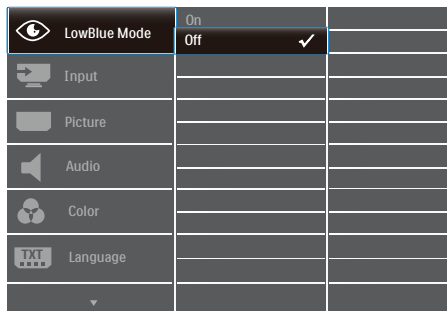 LowBlue Mode
On
Off
Input
Picture
Audio
Color
TXT
Language